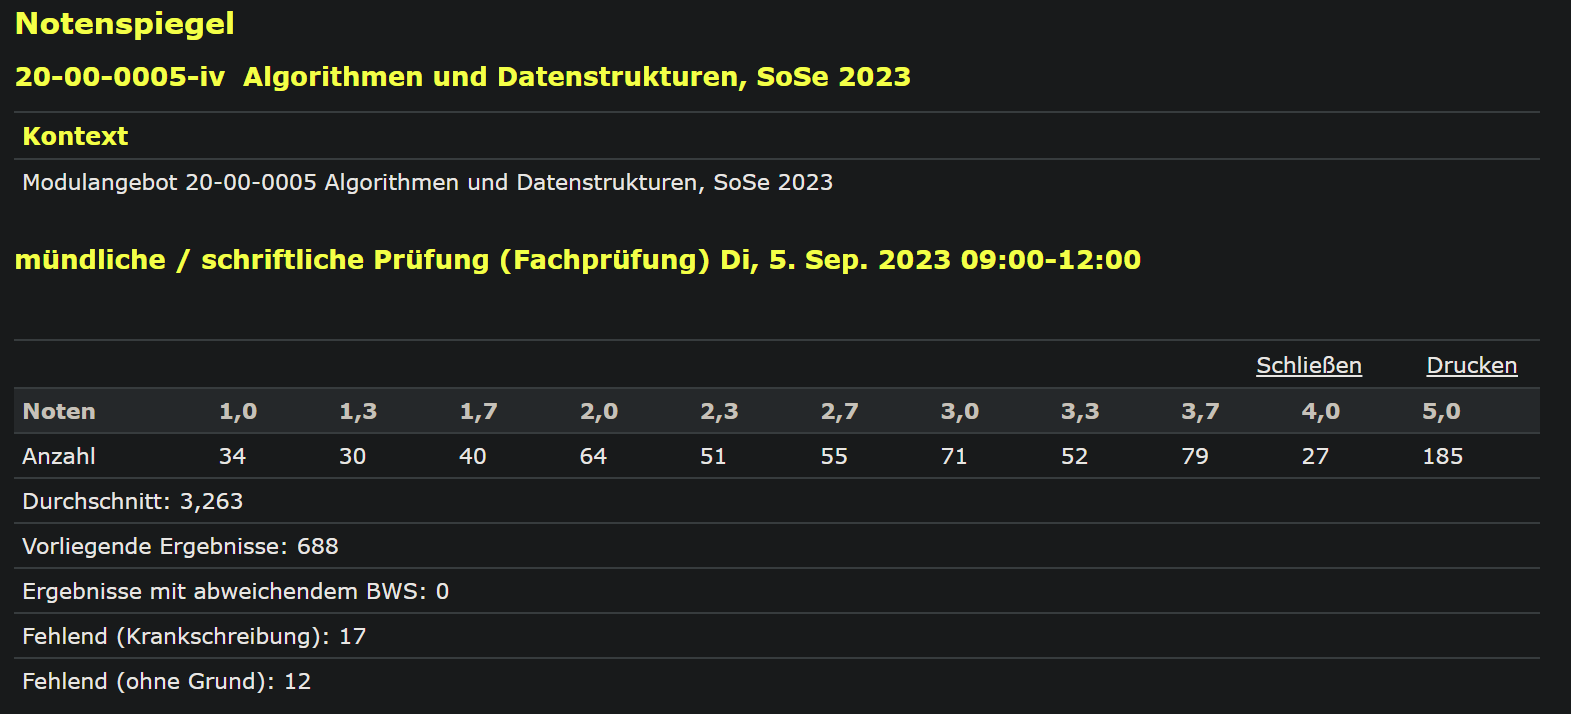 Notenspiegel
20-00-0005-iv  Algorithmen und Datenstrukturen, SoSe 2023
Kontext
Modulangebot 20-00-0005 Algorithmen und Datenstrukturen, SoSe 2023
mündliche / schriftliche Prüfung (Fachprüfung) Di, 5. Sep. 2023 09:00-12:00
Schließen Drucken
Noten 1,0 1,3 1,7 2,0 2,3 2,7 3,0 3,3 3,7 4,0 5,0
Anzahl 34 30 40 64 51 55 71 52 79 27 185
Durchschnitt: 3,263
Vorliegende Ergebnisse: 688
Ergebnisse mit abweichendem BWS: 0
Fehlend (Krankschreibung): 17
Fehlend (ohne Grund): 12